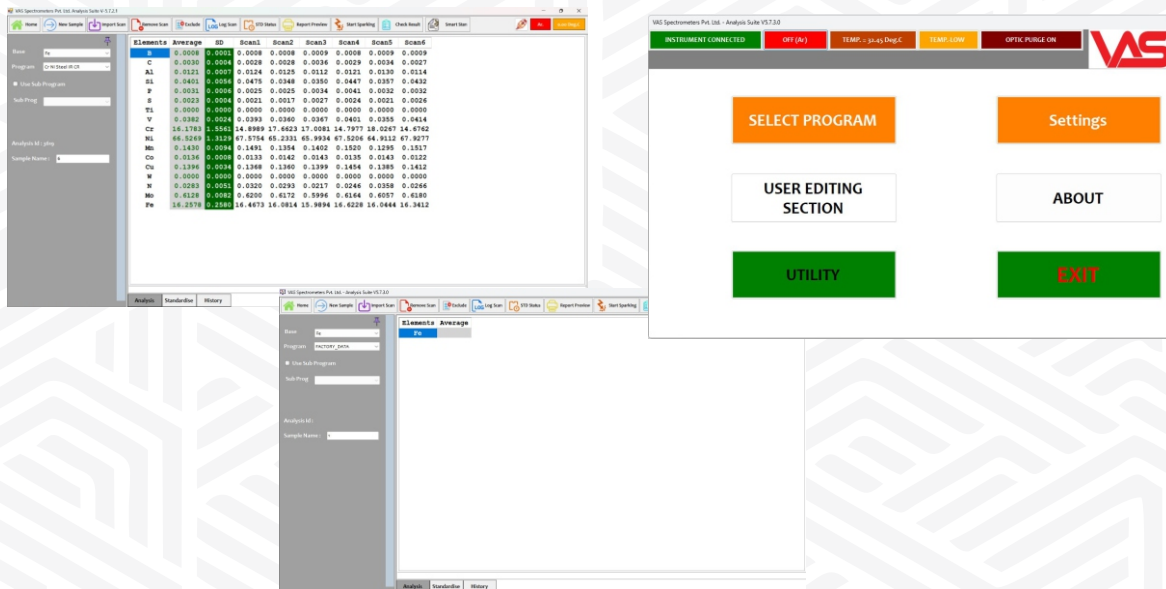 VAS Spectrometers Pvt. Ltd. Analysis Suite V-5.7.2.1
Home New Sample Import Scan Remove Scan Exclude Log Scan STD Status Report Preview Start Sparking Check Result Smart Stan
Base Fe
Program
Use Sub Program
Sub Prog
Analysis Id :
Sample Name :
Elements Average SD Scan1 Scan2 Scan3 Scan4 Scan5 Scan6
B 0.0008 0.0001 0.0008 0.0008 0.0009 0.0008 0.0009 0.0009
C 0.0030 0.0004 0.0028 0.0028 0.0036 0.0029 0.0034 0.0027
Al 0.0121 0.0007 0.0124 0.0125 0.0112 0.0121 0.0130 0.0114
Si 0.0401 0.0056 0.0475 0.0348 0.0350 0.0447 0.0357 0.0432
P 0.0031 0.0006 0.0025 0.0025 0.0034 0.0041 0.0032 0.0032
S 0.0023 0.0004 0.0021 0.0017 0.0027 0.0024 0.0021 0.0026
Ti 0.0000 0.0000 0.0000 0.0000 0.0000 0.0000 0.0000 0.0000
V 0.0382 0.0024 0.0393 0.0360 0.0367 0.0401 0.0355 0.0414
Cr 16.1783 1.5561 14.8989 17.6623 17.0081 14.7977 18.0267 14.6762
Ni 66.5269 1.3129 67.5754 65.2331 65.9934 67.5206 64.9112 67.9277
Mn 0.1430 0.0094 0.1491 0.1354 0.1402 0.1520 0.1295 0.1517
Co 0.0136 0.0008 0.0133 0.0142 0.0143 0.0135 0.0143 0.0122
Cu 0.1396 0.0034 0.1368 0.1360 0.1399 0.1454 0.1385 0.1412
W 0.0000 0.0000 0.0000 0.0000 0.0000 0.0000 0.0000 0.0000
N 0.0283 0.0051 0.0320 0.0293 0.0217 0.0246 0.0358 0.0266
Mo 0.6128 0.0082 0.6200 0.6172 0.5996 0.6164 0.6057 0.6180
Fe 16.2578 0.2580 16.4673 16.0814 15.9894 16.6228 16.0444 16.3412
Analysis Standardise History
VAS Spectrometers Pvt. Ltd. - Analysis Suite V5.7.3.0
INSTRUMENT CONNECTED OFF (Ar) TEMP. = 32.45 Deg.C TEMP. LOW OPTIC PURGE ON
VAS
SELECT PROGRAM Settings
USER EDITING SECTION ABOUT
UTILITY EXIT
VAS Spectrometers Pvt. Ltd. - Analysis Suite V5.7.3.0
Home New Sample Import Scan Remove Scan Exclude Log Scan STD Status Report Preview Start Sparking
Base Fe
Program FACTORY_DATA
Use Sub Program
Sub Prog
Analysis Id :
Sample Name :
Elements Average
Fe
Analysis Standardise History